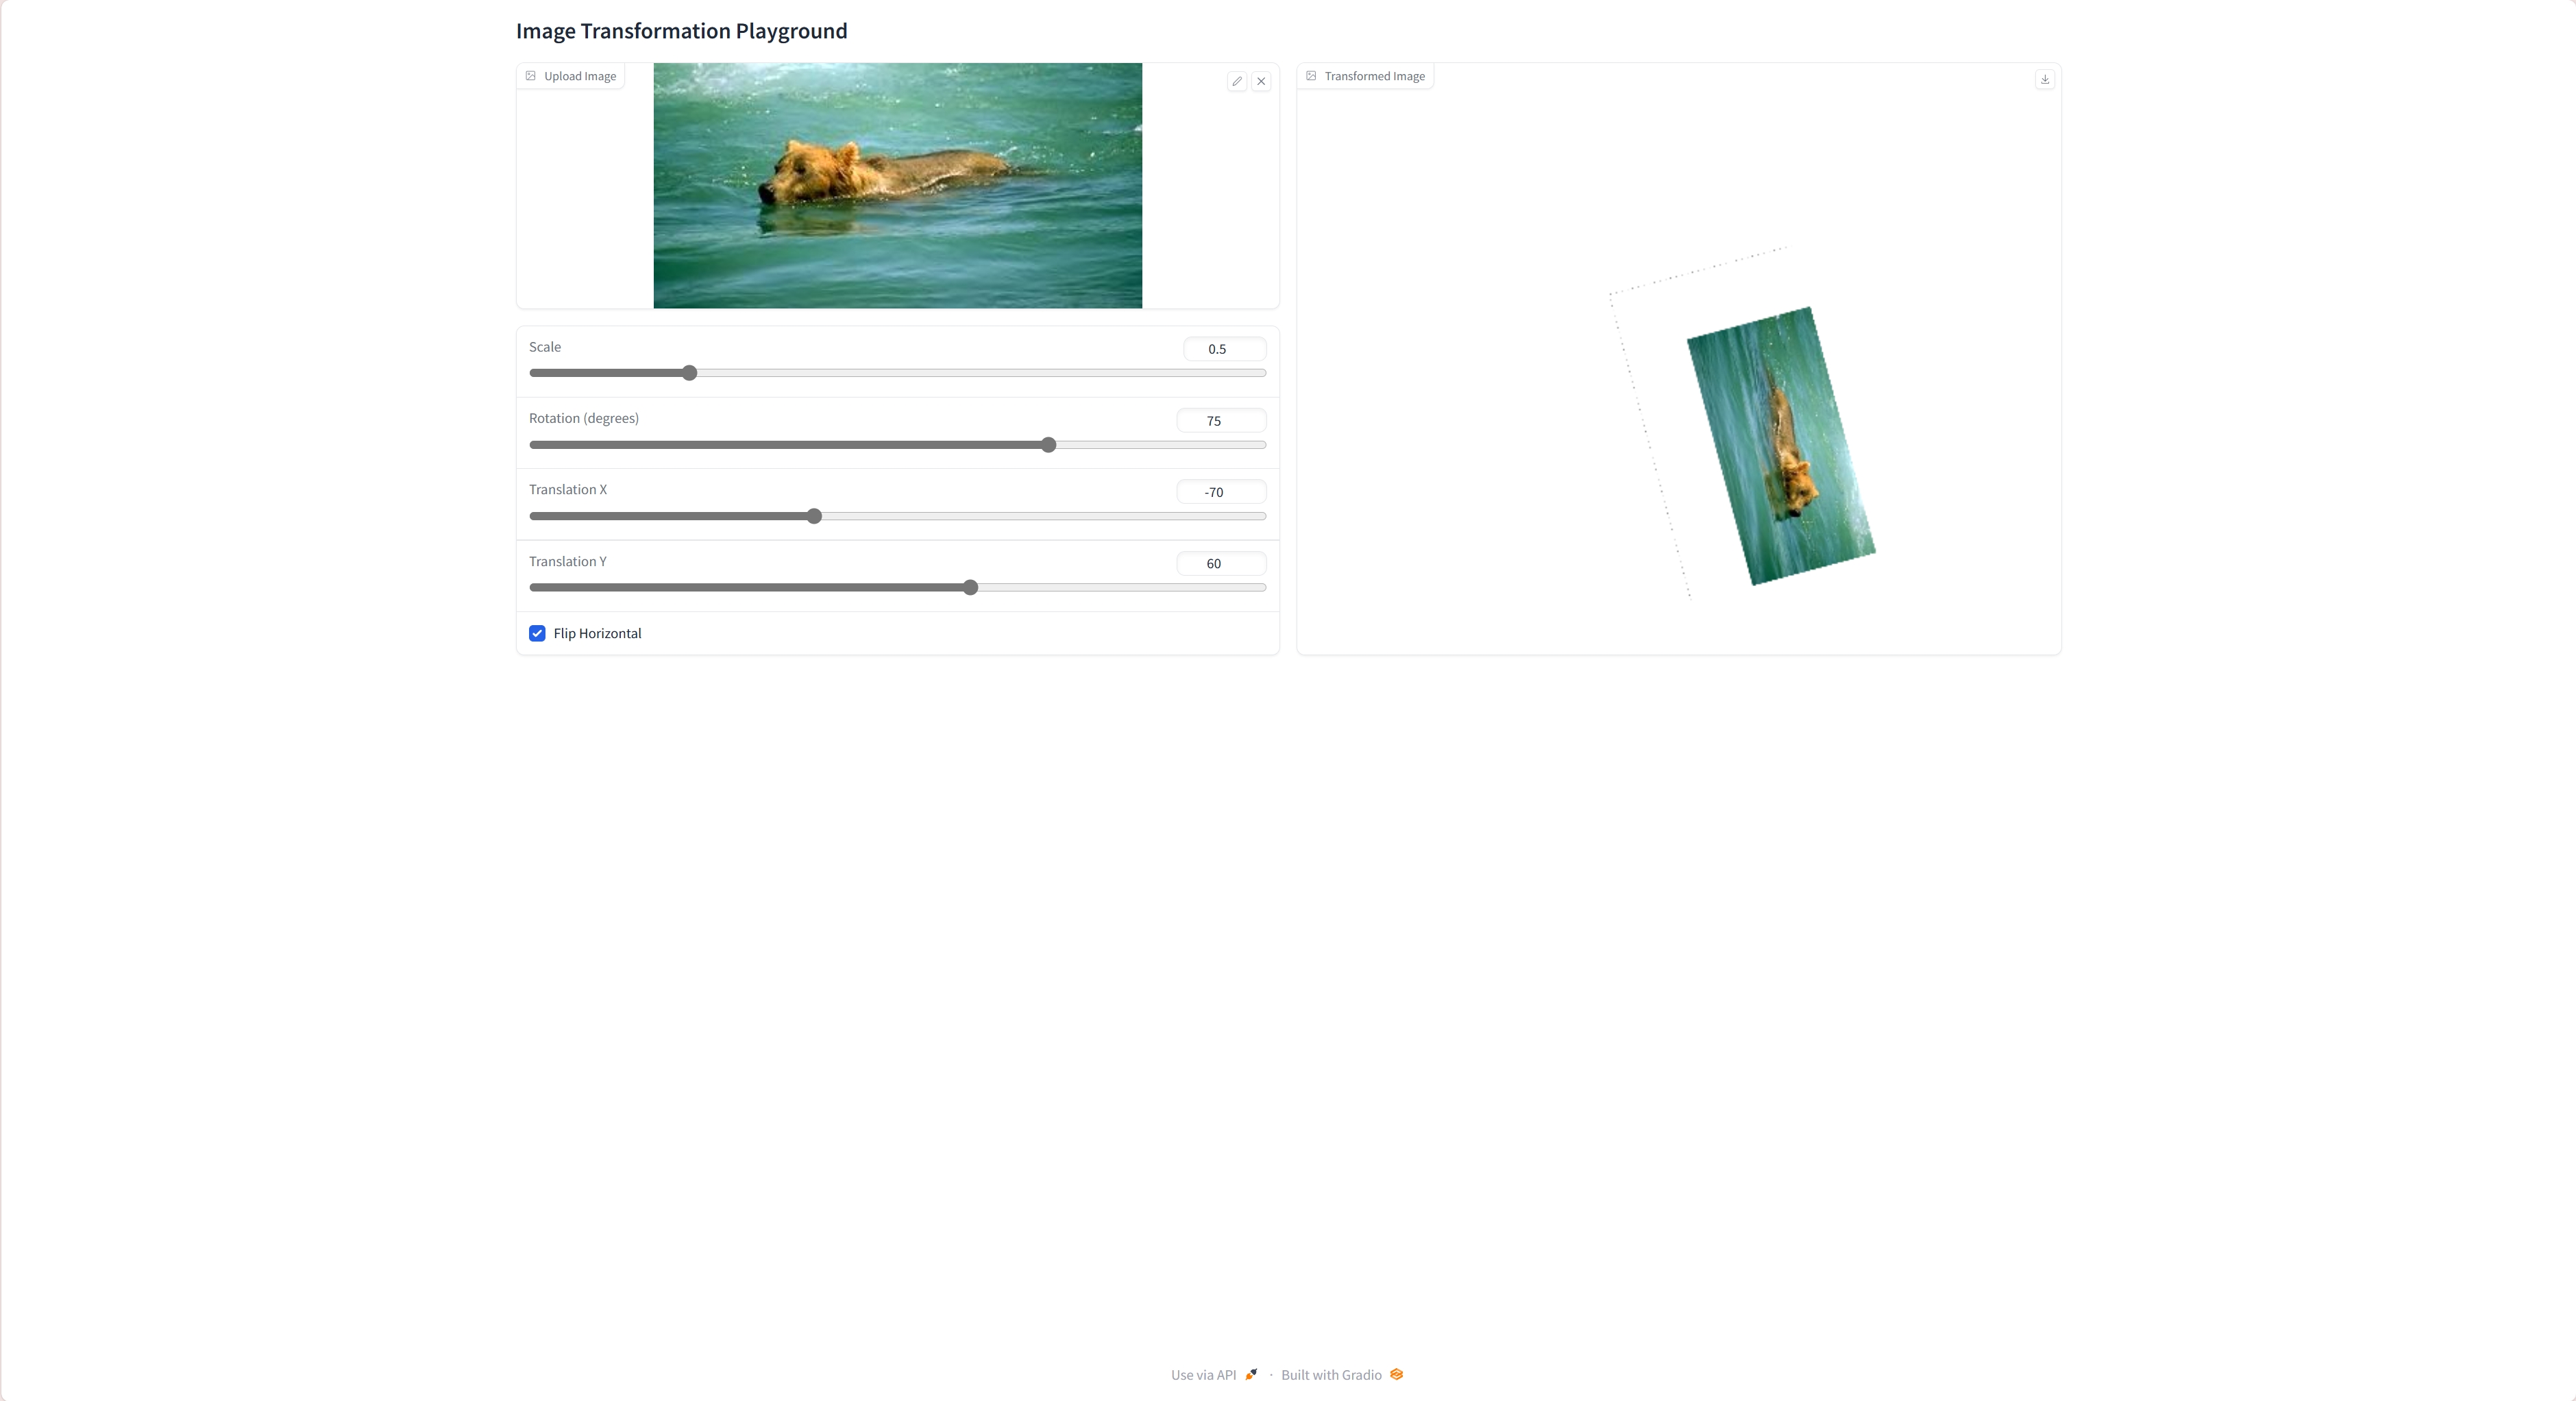 Image Transformation Playground
Upload Image
Transformed Image
Scale
0.5
Rotation (degrees)
75
Translation X
-70
Translation Y
60
Flip Horizontal
Use via API · Built with Gradio